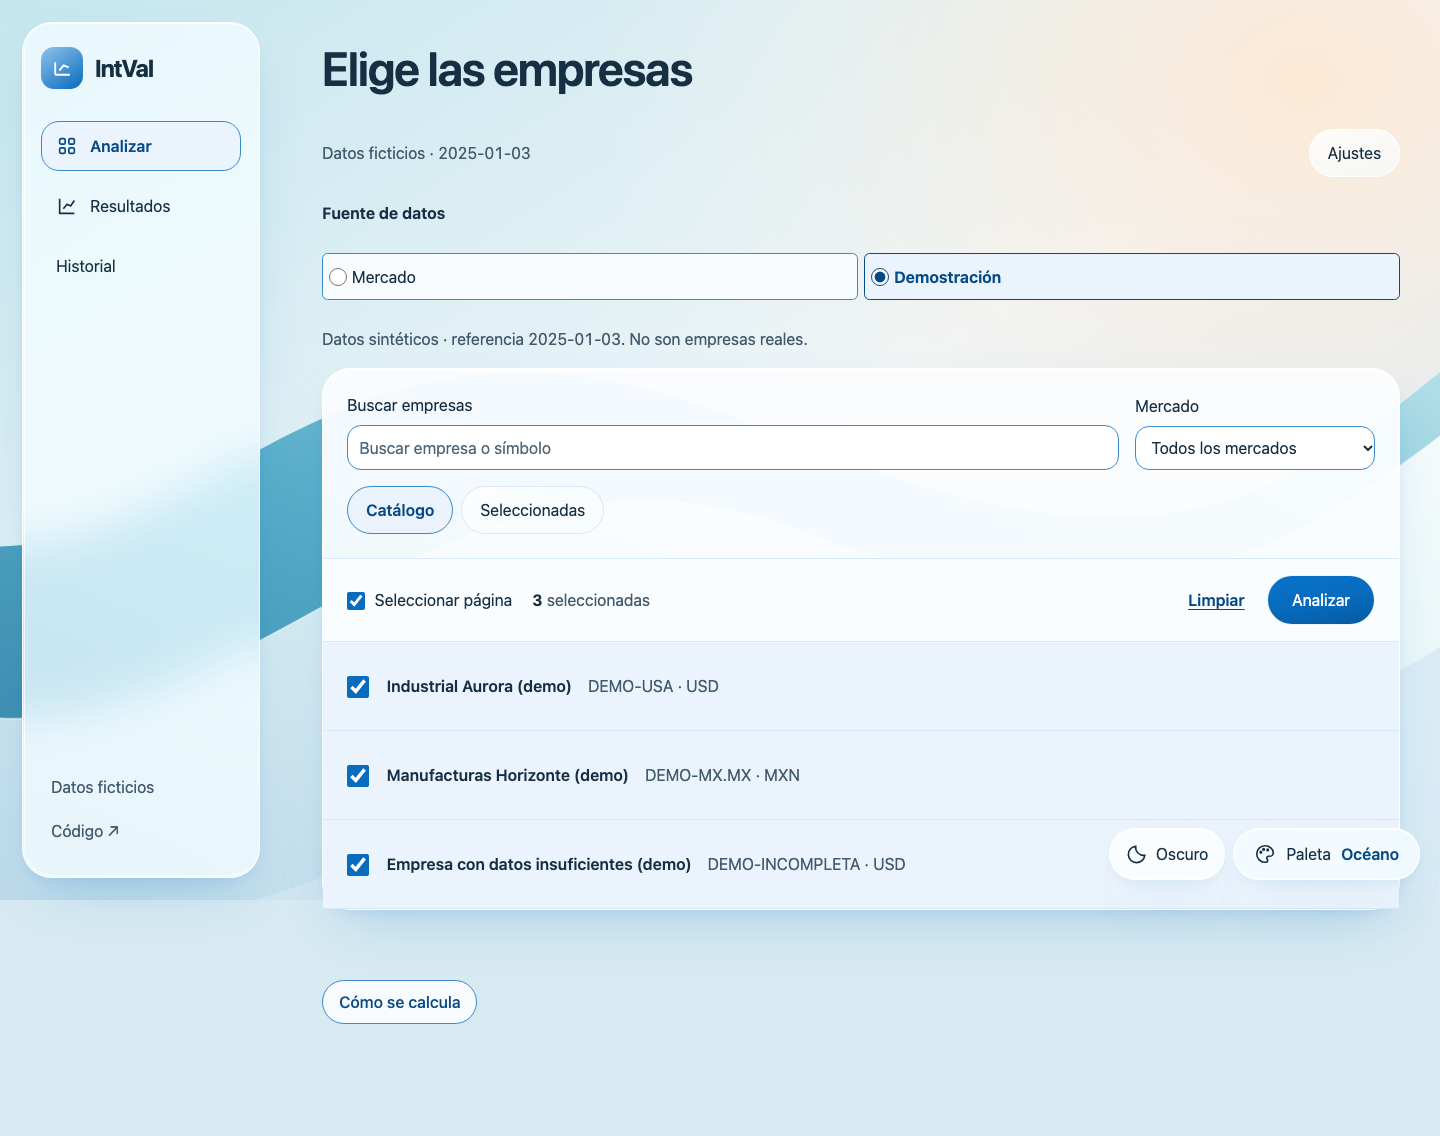 IntVal
Analizar
Resultados
Historial
Datos ficticios
Código ↗
Elige las empresas
Datos ficticios · 2025-01-03
Ajustes
Fuente de datos
Mercado
Demostración
Datos sintéticos · referencia 2025-01-03. No son empresas reales.
Buscar empresas
Mercado
Buscar empresa o símbolo
Todos los mercados
Catálogo
Seleccionadas
Seleccionar página
3 seleccionadas
Limpiar
Analizar
Industrial Aurora (demo) DEMO-USA · USD
Manufacturas Horizonte (demo) DEMO-MX.MX · MXN
Empresa con datos insuficientes (demo) DEMO-INCOMPLETA · USD
Oscuro
Paleta Océano
Cómo se calcula